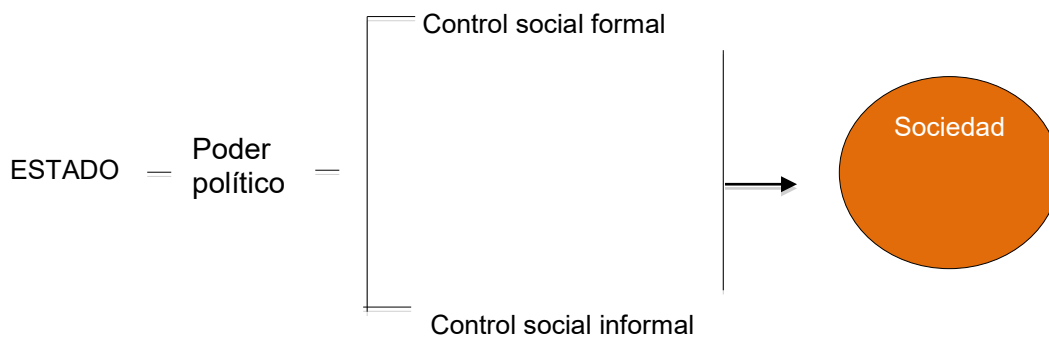 Control social formal
Sociedad
ESTADO
Poder
político
Control social informal